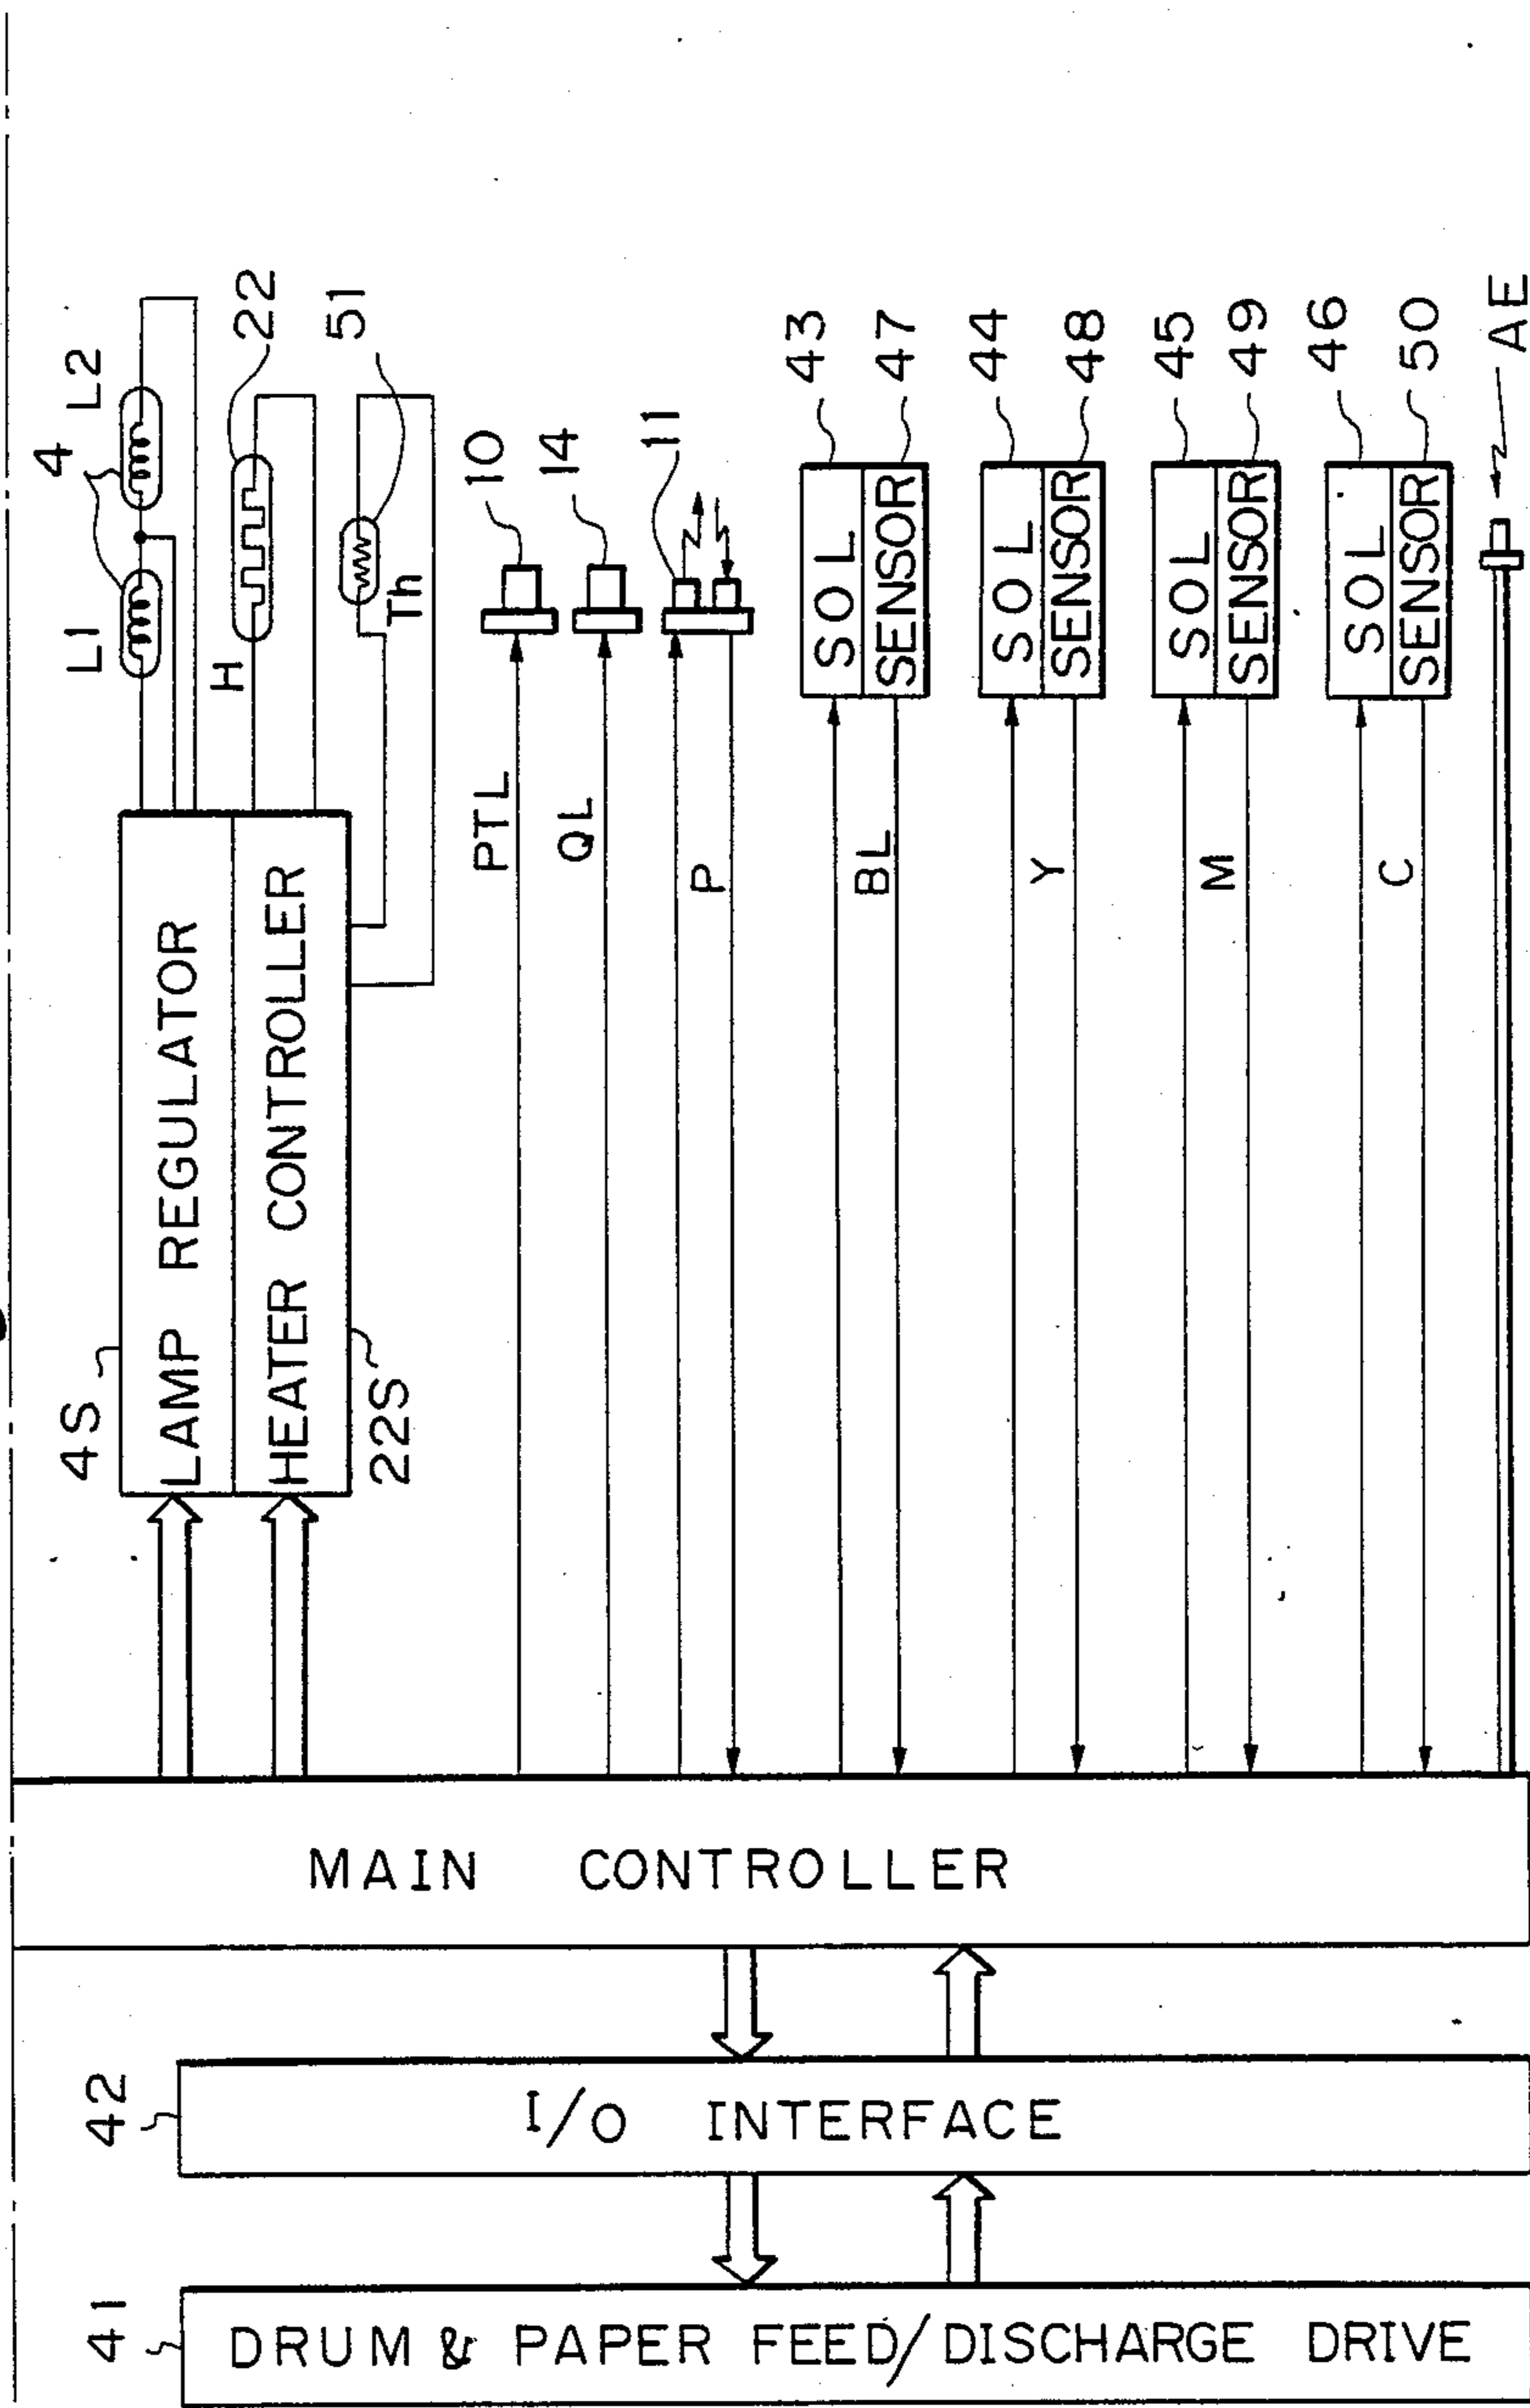 4S
LAMP REGULATOR
HEATER CONTROLLER
22S
L1
4
L2
H
22
Th
51
PTL
10
QL
14
P
11
BL
SOL
SENSOR
43
47
Y
SOL
SENSOR
44
48
M
SOL
SENSOR
45
49
C
SOL
SENSOR
46
50
AE
MAIN CONTROLLER
42
I/O INTERFACE
41
DRUM & PAPER FEED/DISCHARGE DRIVE